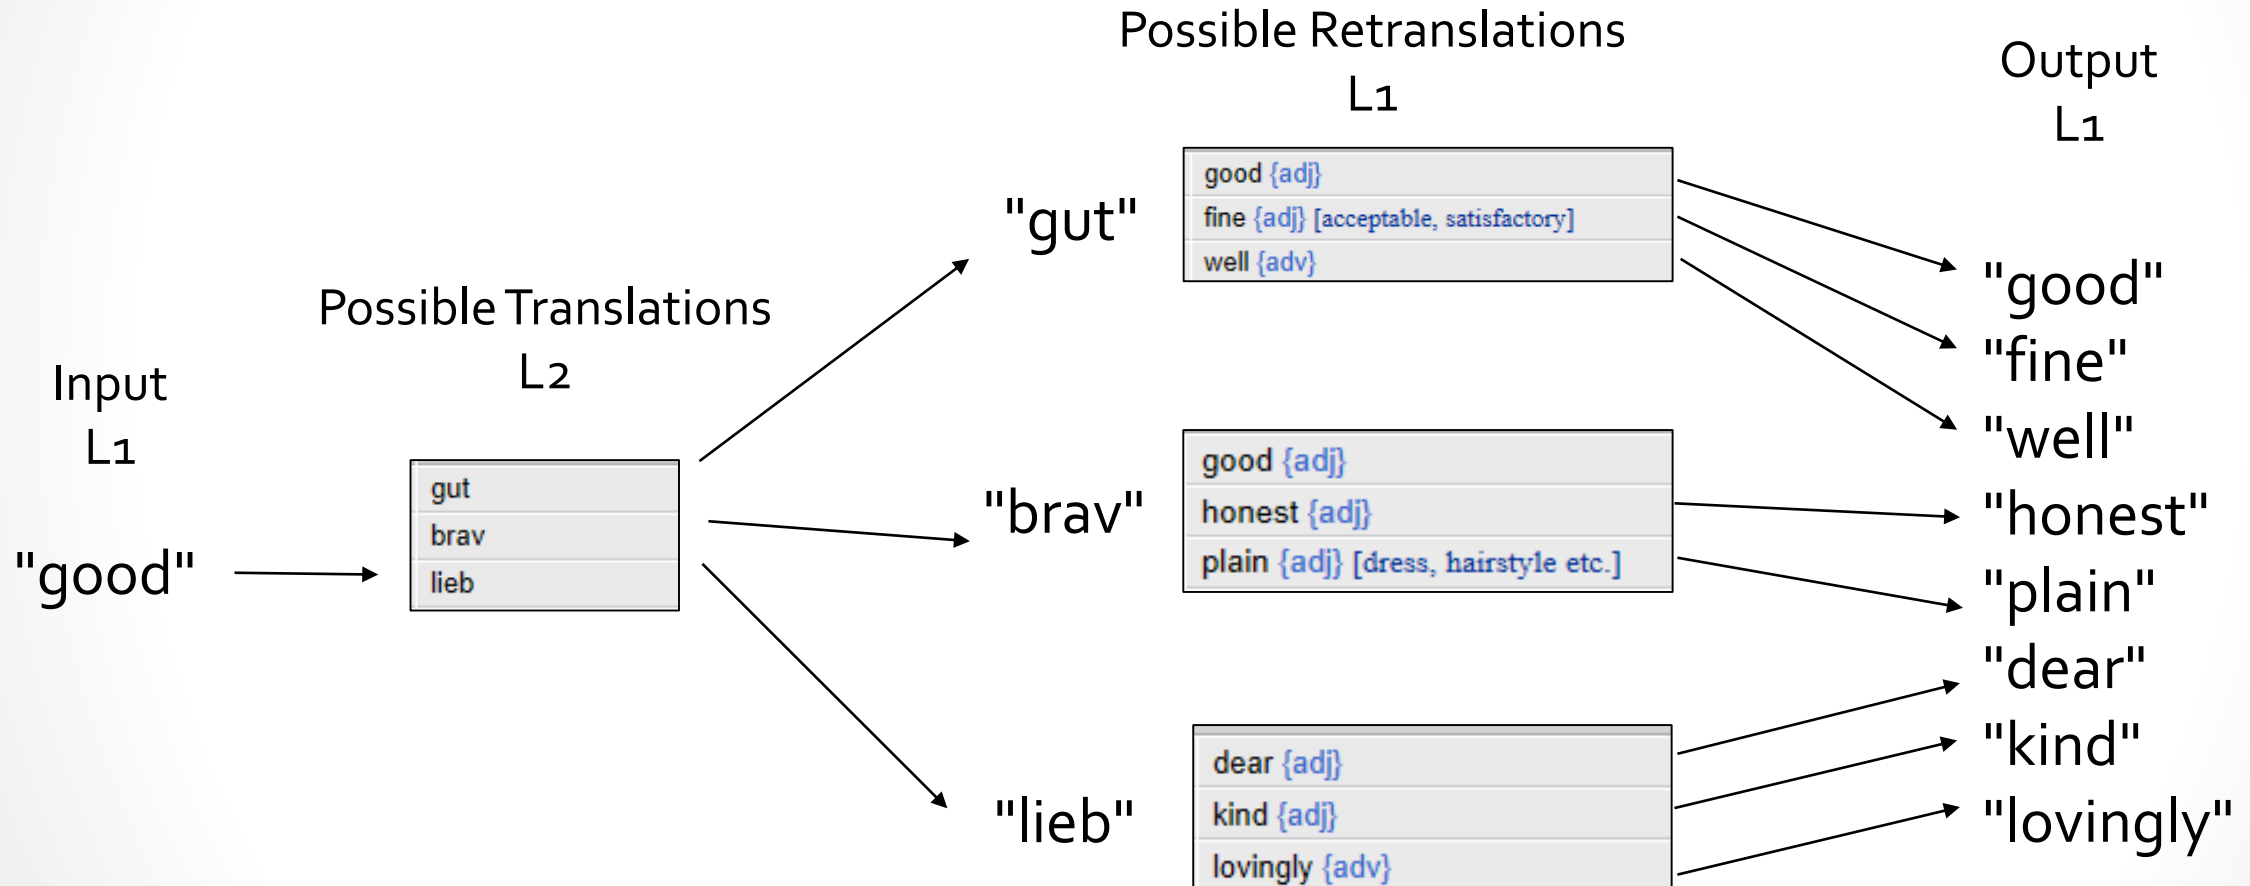 Input
L1
"good"
Possible Translations
L2
gut
brav
lieb
Possible Retranslations
L1
"gut"
good {adj}
fine {adj} [acceptable, satisfactory]
well {adv}
"brav"
good {adj}
honest {adj}
plain {adj} [dress, hairstyle etc.]
"lieb"
dear {adj}
kind {adj}
lovingly {adv}
Output
L1
"good"
"fine"
"well"
"honest"
"plain"
"dear"
"kind"
"lovingly"